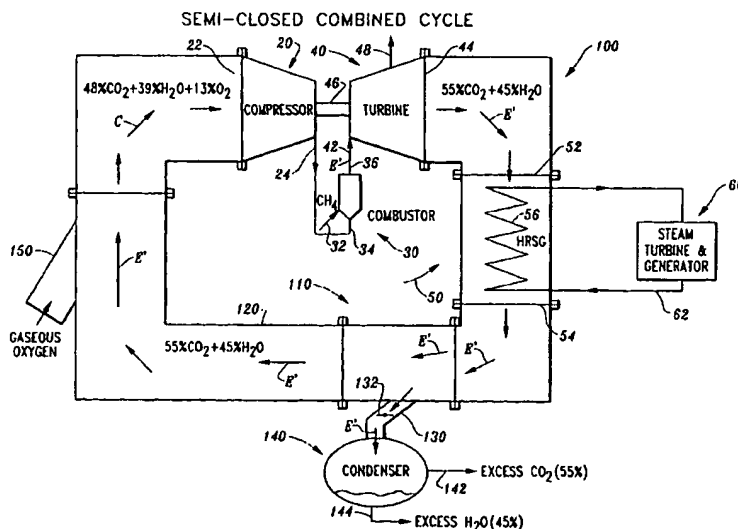 SEMI-CLOSED COMBINED CYCLE
22
20
40
48
44
100
48%CO2+39%H2O+13%O2
COMPRESSOR
46
TURBINE
55%CO2+45%H2O
C
E'
24
42
E'
36
52
CH4
COMBUSTOR
56
HRSG
STEAM
TURBINE &
GENERATOR
32
34
30
150
E'
110
50
62
54
GASEOUS
OXYGEN
120
55%CO2+45%H2O
E'
E'
E'
132
E'
130
140
CONDENSER
EXCESS CO2(55%)
142
144
EXCESS H2O(45%)